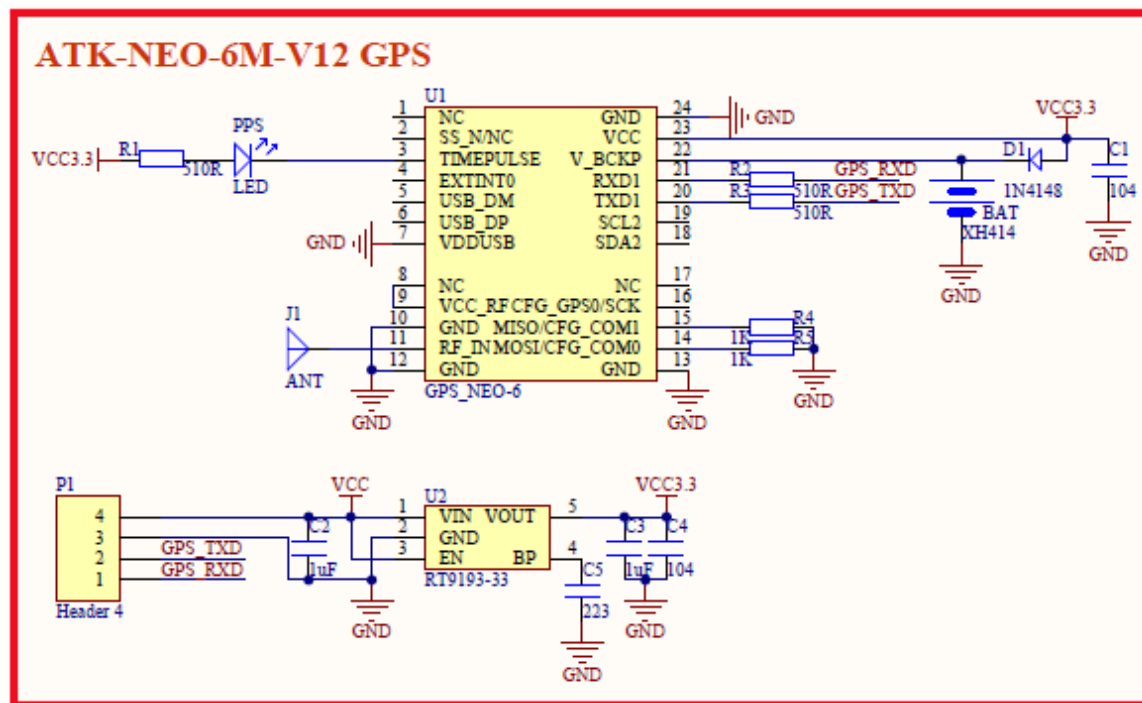 ATK-NEO-6M-V12 GPS
U1
1 NC GND 24 GND
2 SS_N/NC VCC 23 VCC3.3
VCC3.3 R1 510R PPS LED 3 TIMEPULSE V_BCKP 22 D1 1N4148 C1 104
4 EXTINT0 RXD1 21 R2 510R GPS_RXD
5 USB_DM TXD1 20 R3 510R GPS_TXD
6 USB_DP SCL2 19 BAT
GND 7 VDDUSB SDA2 18 XH414
GND GND
8 NC NC 17
9 VCC_RF CFG_GPS0/SCK 16
J1 10 GND MISO/CFG_COM1 15 1K R4
11 RF_IN MOSI/CFG_COM0 14 1K R5
ANT 12 GND GND 13
GPS_NEO-6
GND GND GND
P1 VCC U2 VCC3.3
4 1 VIN VOUT 5
3 C2 2 GND C3 C4
2 GPS_TXD 1uF 3 EN BP 4 1uF 104
1 GPS_RXD RT9193-33 C5
Header 4 223
GND GND GND